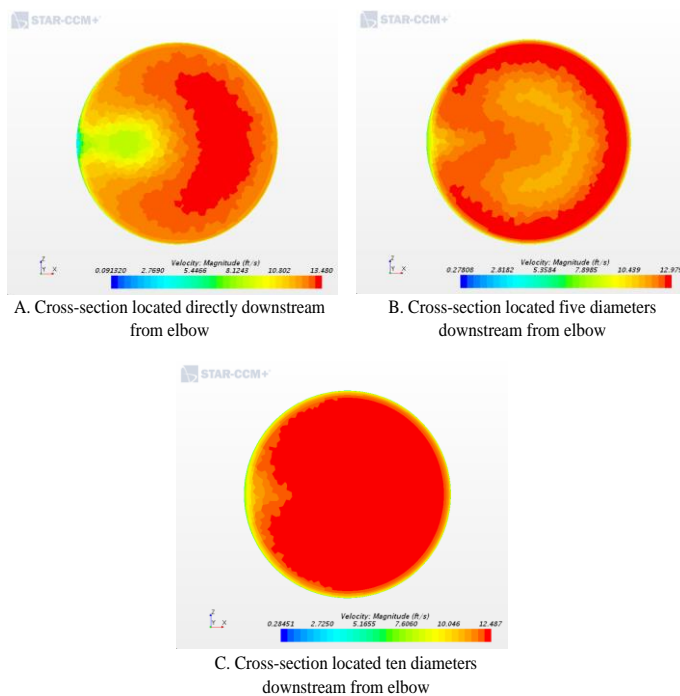 STAR-CCM+
Z
Y X
Velocity: Magnitude (ft/s)
0.091320 2.7690 5.4466 8.1243 10.802 13.480
A. Cross-section located directly downstream
from elbow
STAR-CCM+
Z
Y X
Velocity: Magnitude (ft/s)
0.27808 2.8182 5.3584 7.8985 10.439 12.979
B. Cross-section located five diameters
downstream from elbow
STAR-CCM+
Z
Y X
Velocity: Magnitude (ft/s)
0.28451 2.7250 5.1655 7.6060 10.046 12.487
C. Cross-section located ten diameters
downstream from elbow